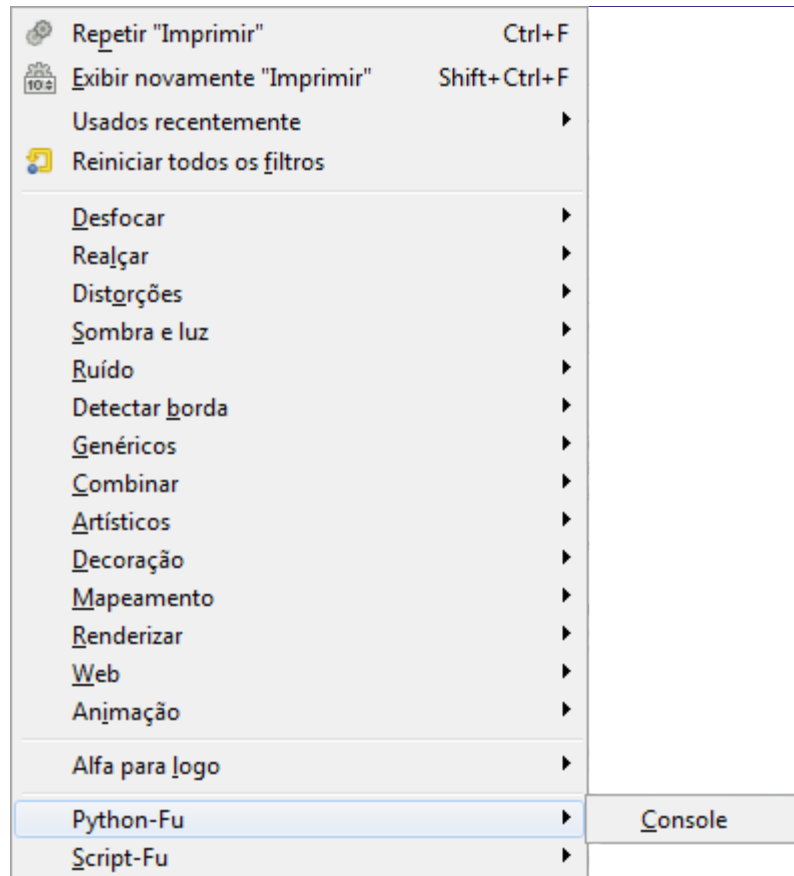 Repetir "Imprimir" Ctrl+F
Exibir novamente "Imprimir" Shift+Ctrl+F
Usados recentemente
Reiniciar todos os filtros
Desfocar
Realçar
Distorções
Sombra e luz
Ruído
Detectar borda
Genéricos
Combinar
Artísticos
Decoração
Mapeamento
Renderizar
Web
Animação
Alfa para logo
Python-Fu Console
Script-Fu